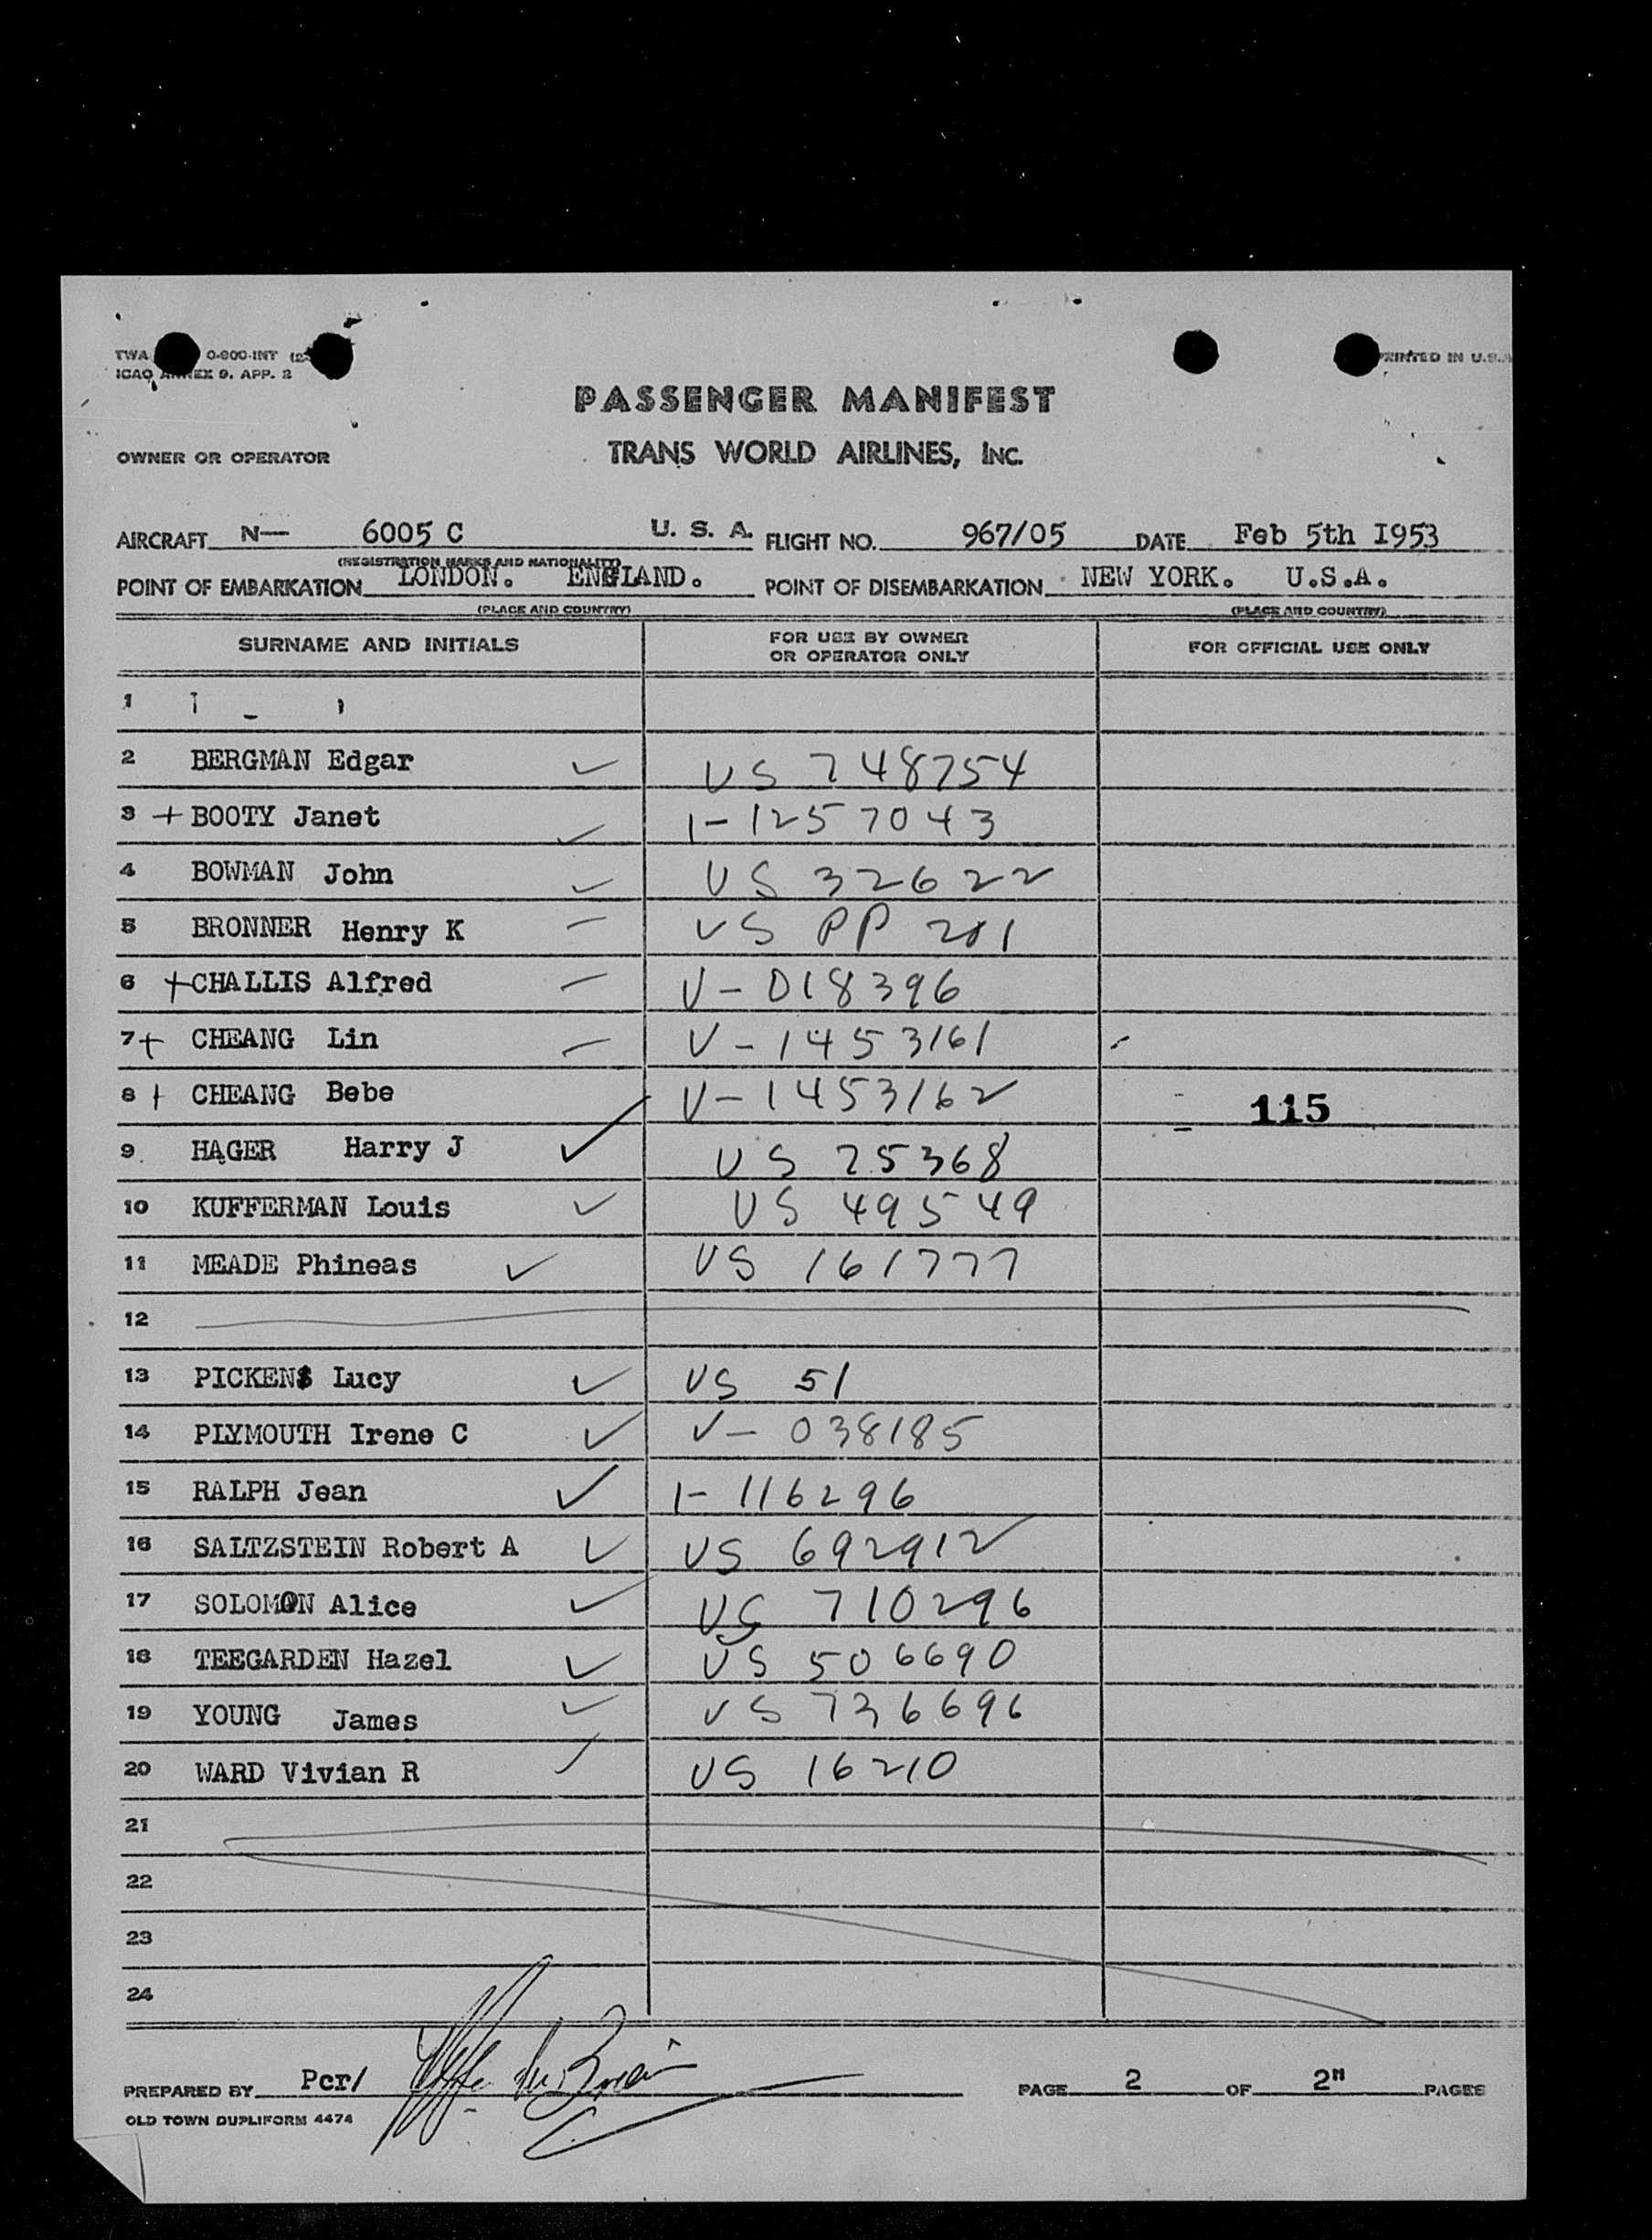 TWA 0-900-INT
ICAO ANNEX 9. APP. 2
PRINTED IN U.S.A
PASSENGER MANIFEST
OWNER OR OPERATOR TRANS WORLD AIRLINES, INC.
AIRCRAFT N— 6005 C U. S. A. FLIGHT NO. 967/05 DATE Feb 5th I953
(REGISTRATION MARKS AND NATIONALITY)
POINT OF EMBARKATION LONDON. ENGLAND. POINT OF DISEMBARKATION NEW YORK. U.S.A.
(PLACE AND COUNTRY) (PLACE AND COUNTRY)
SURNAME AND INITIALS FOR USE BY OWNER OR OPERATOR ONLY FOR OFFICIAL USE ONLY
1
2 BERGMAN Edgar ✓ US 748754
3 + BOOTY Janet ✓ I-1257043
4 BOWMAN John ✓ US 32622
5 BRONNER Henry K – US PP 201
6 + CHALLIS Alfred – V-018396
7 + CHEANG Lin – V-1453161
8 + CHEANG Bebe V-1453162 115
9 HAGER Harry J ✓ US 25368
10 KUFFERMAN Louis ✓ US 49549
11 MEADE Phineas ✓ US 161777
12
13 PICKENS Lucy ✓ US 51
14 PLYMOUTH Irene C ✓ V-038185
15 RALPH Jean ✓ I-116296
16 SALTZSTEIN Robert A ✓ US 692912
17 SOLOMON Alice ✓ US 710296
18 TEEGARDEN Hazel ✓ US 506690
19 YOUNG James ✓ US 736696
20 WARD Vivian R ✓ US 16210
21
22
23
24
PREPARED BY Pcr/ PAGE 2 OF 2" PAGES
OLD TOWN DUPLIFORM 4474